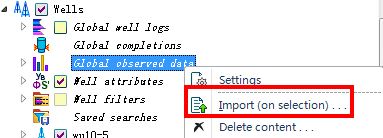 Wells
Global well logs
Global completions
Global observed data
Settings
Well attributes
Import (on selection) . . .
Well filters
Saved searches
Delete content . . .
wp10-5